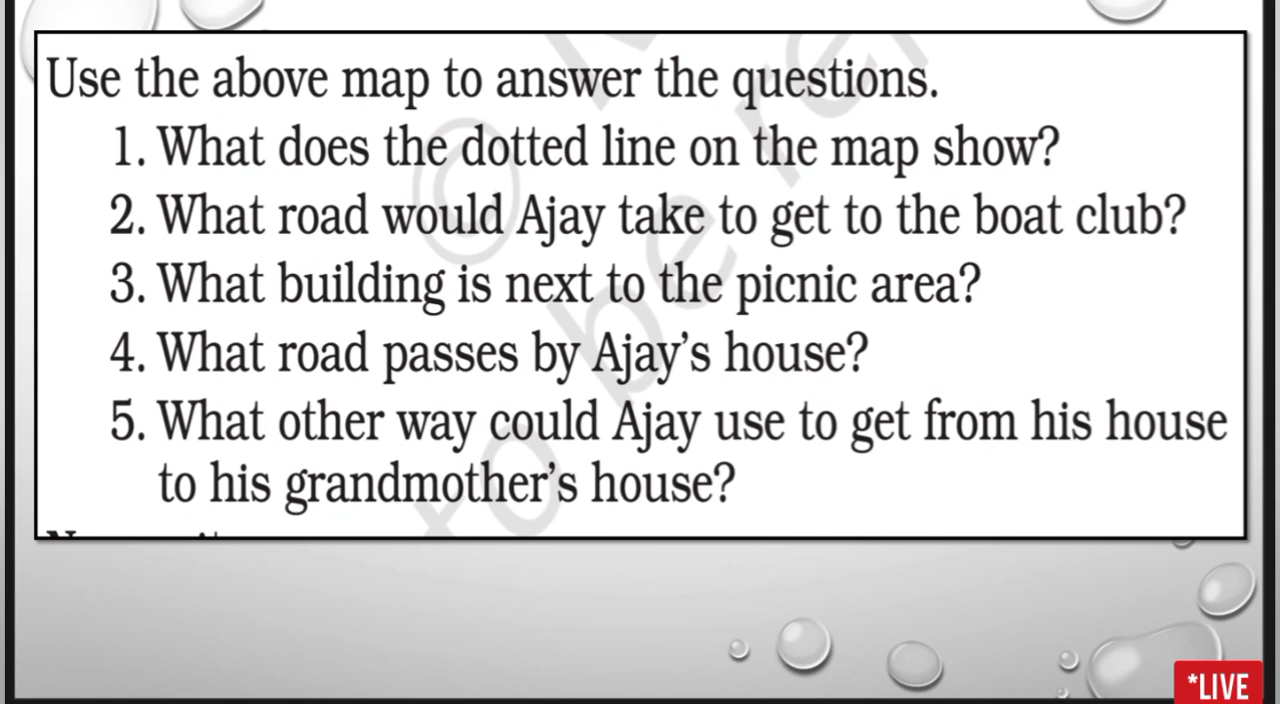 Use the above map to answer the questions.
1. What does the dotted line on the map show?
2. What road would Ajay take to get to the boat club?
3. What building is next to the picnic area?
4. What road passes by Ajay’s house?
5. What other way could Ajay use to get from his house
to his grandmother’s house?
*LIVE